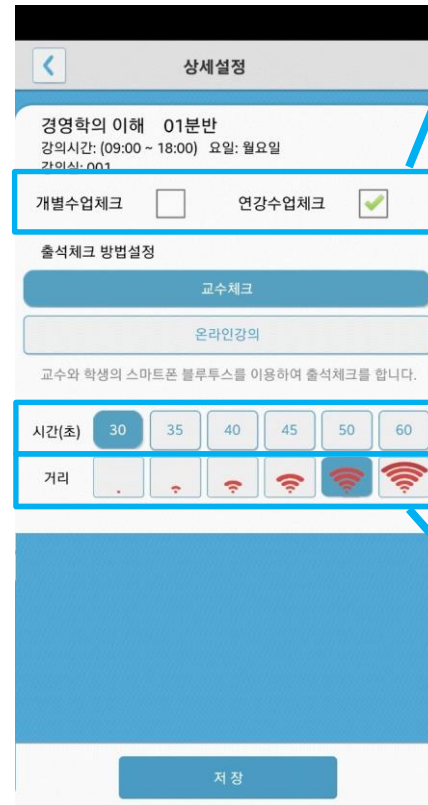 상세설정
경영학의 이해 01분반
강의시간: (09:00 ~ 18:00) 요일: 월요일
강의실: 001
개별수업체크 연강수업체크
출석체크 방법설정
교수체크
온라인강의
교수와 학생의 스마트폰 블루투스를 이용하여 출석체크를 합니다.
시간(초) 30 35 40 45 50 60
거리
저장